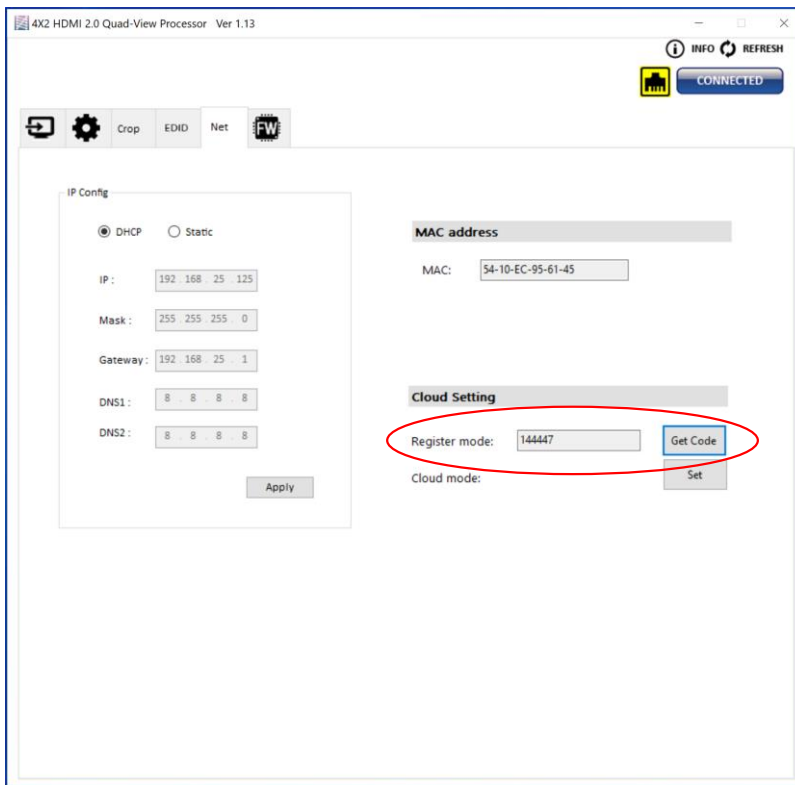 4X2 HDMI 2.0 Quad-View Processor Ver 1.13
INFO REFRESH
CONNECTED
Crop EDID Net FW
IP Config
DHCP Static
IP : 192 . 168 . 25 . 125
Mask : 255 . 255 . 255 . 0
Gateway : 192 . 168 . 25 . 1
DNS1 : 8 . 8 . 8 . 8
DNS2 : 8 . 8 . 8 . 8
Apply
MAC address
MAC: 54-10-EC-95-61-45
Cloud Setting
Register mode: 144447 Get Code
Cloud mode: Set